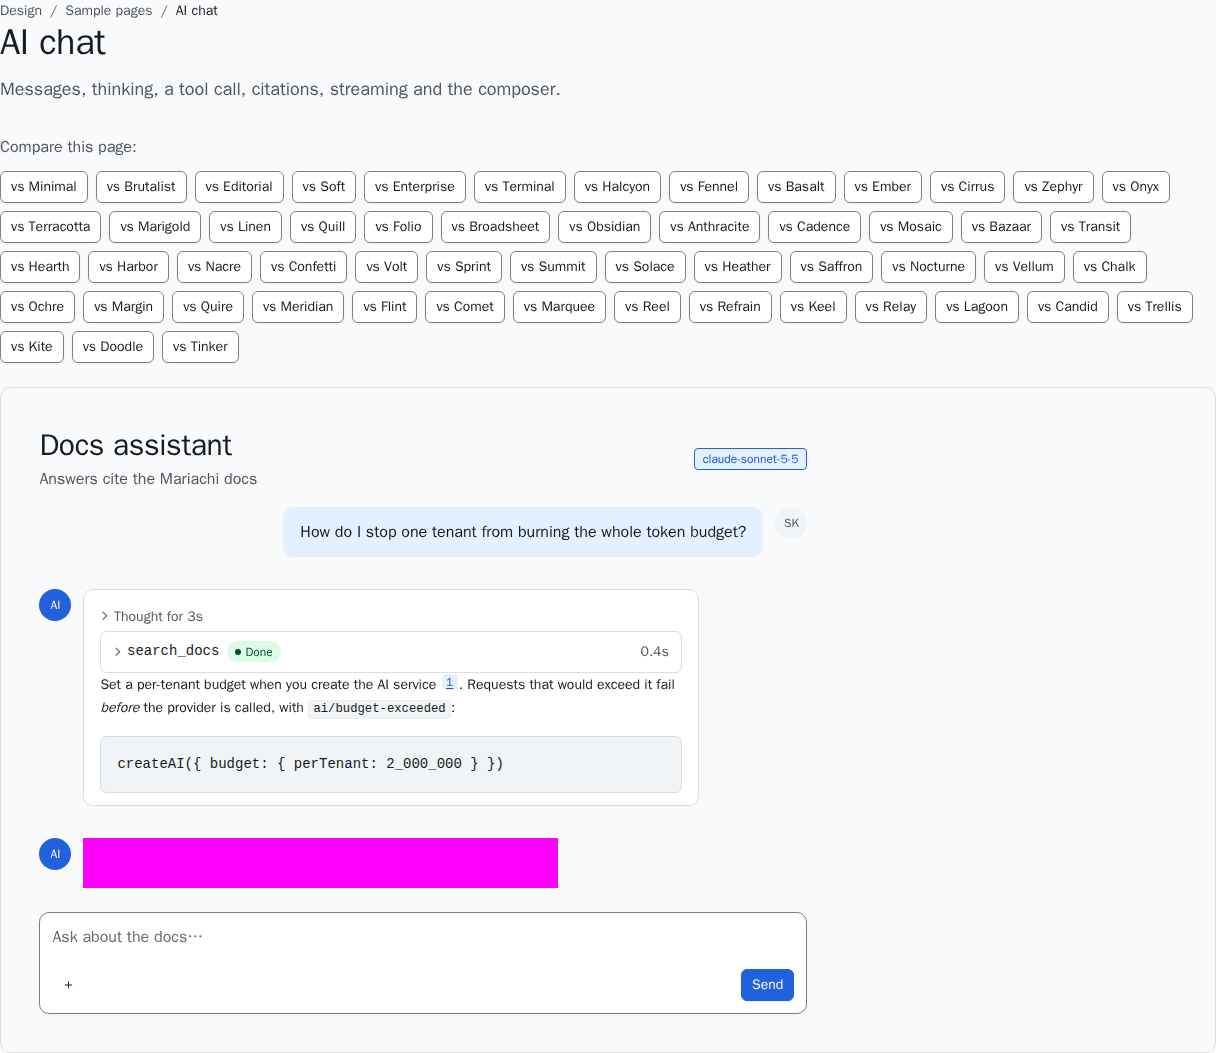 Design / Sample pages / AI chat
AI chat
Messages, thinking, a tool call, citations, streaming and the composer.
Compare this page:
vs Minimal vs Brutalist vs Editorial vs Soft vs Enterprise vs Terminal vs Halcyon vs Fennel vs Basalt vs Ember vs Cirrus vs Zephyr vs Onyx
vs Terracotta vs Marigold vs Linen vs Quill vs Folio vs Broadsheet vs Obsidian vs Anthracite vs Cadence vs Mosaic vs Bazaar vs Transit
vs Hearth vs Harbor vs Nacre vs Confetti vs Volt vs Sprint vs Summit vs Solace vs Heather vs Saffron vs Nocturne vs Vellum vs Chalk
vs Ochre vs Margin vs Quire vs Meridian vs Flint vs Comet vs Marquee vs Reel vs Refrain vs Keel vs Relay vs Lagoon vs Candid vs Trellis
vs Kite vs Doodle vs Tinker
Docs assistant
claude-sonnet-5-5
Answers cite the Mariachi docs
How do I stop one tenant from burning the whole token budget?
SK
AI
Thought for 3s
search_docs Done 0.4s
Set a per-tenant budget when you create the AI service 1. Requests that would exceed it fail
before the provider is called, with ai/budget-exceeded:
createAI({ budget: { perTenant: 2_000_000 } })
AI
Ask about the docs…
+ Send